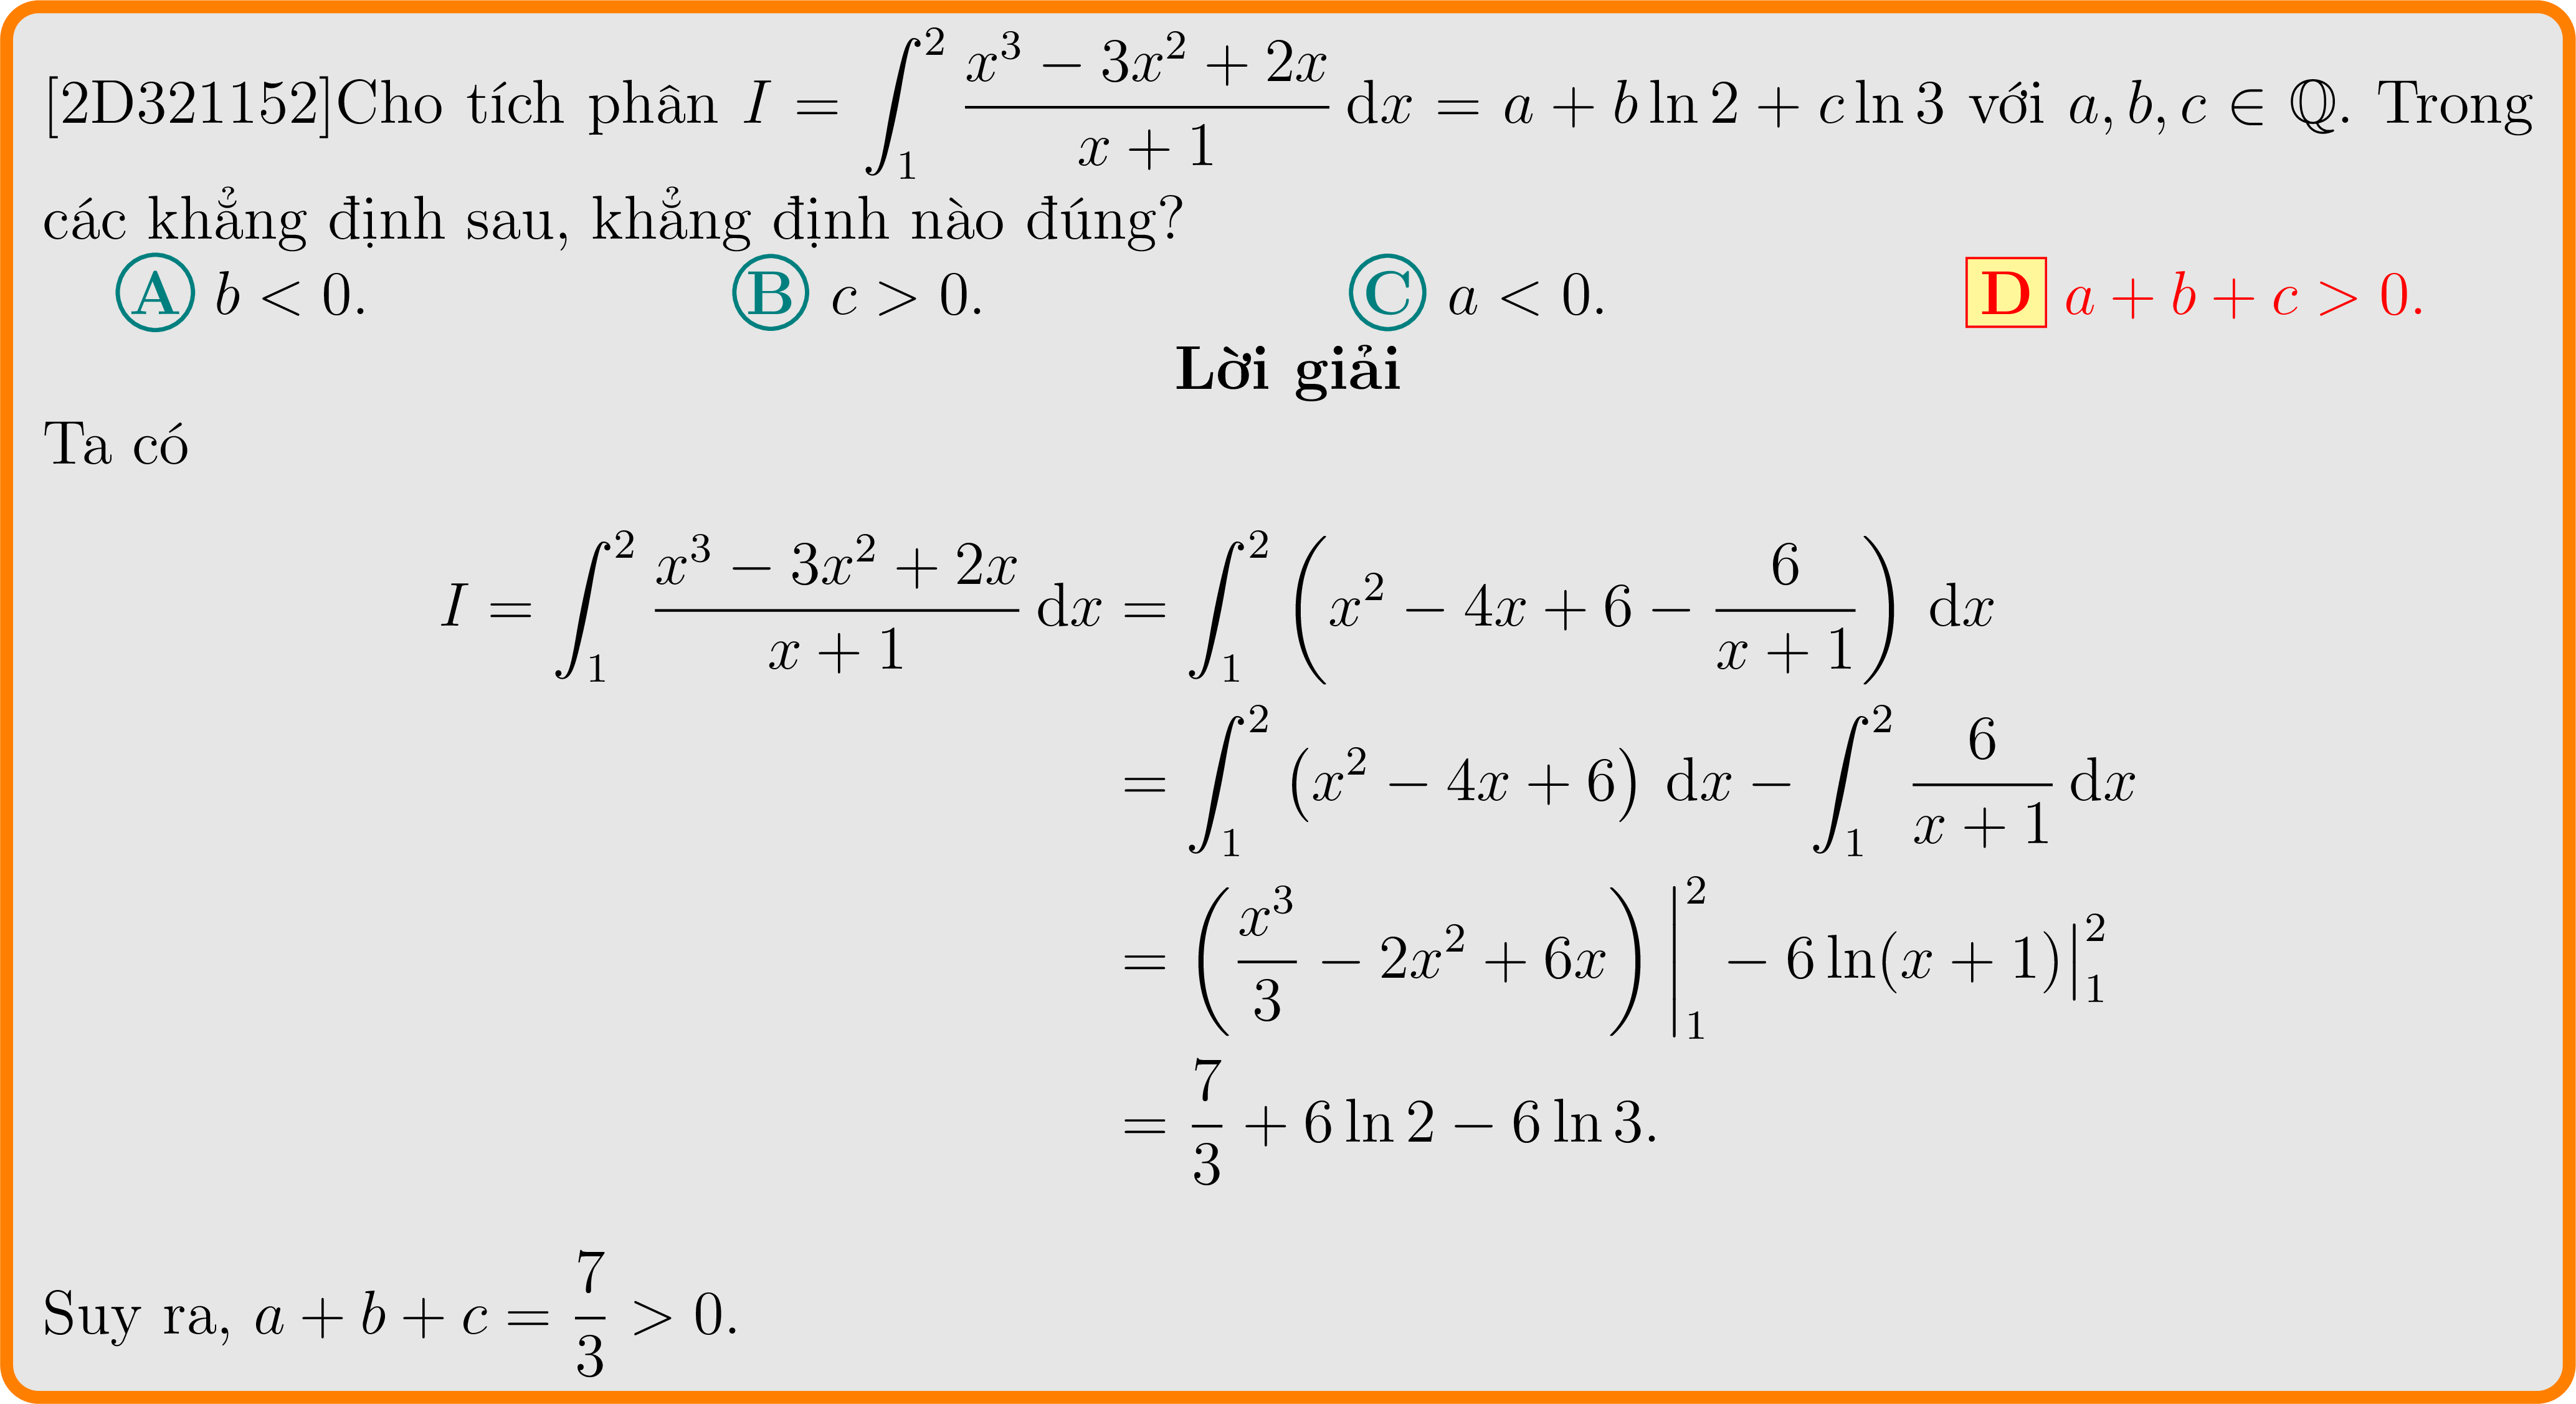 [2D321152]Cho tích phân $I = \int_1^2 \frac{x^3 - 3x^2 + 2x}{x + 1} \, \mathrm{d}x = a + b \ln 2 + c \ln 3$ với $a, b, c \in \mathbb{Q}$. Trong
các khẳng định sau, khẳng định nào đúng?
A $b < 0$. B $c > 0$. C $a < 0$. D $a + b + c > 0$.
Lời giải
Ta có
$I = \int_1^2 \frac{x^3 - 3x^2 + 2x}{x + 1} \, \mathrm{d}x = \int_1^2 \left( x^2 - 4x + 6 - \frac{6}{x + 1} \right) \, \mathrm{d}x$
$= \int_1^2 \left( x^2 - 4x + 6 \right) \, \mathrm{d}x - \int_1^2 \frac{6}{x + 1} \, \mathrm{d}x$
$= \left( \frac{x^3}{3} - 2x^2 + 6x \right) \Big|_1^2 - 6 \ln(x + 1) \Big|_1^2$
$= \frac{7}{3} + 6 \ln 2 - 6 \ln 3.$
Suy ra, $a + b + c = \frac{7}{3} > 0$.